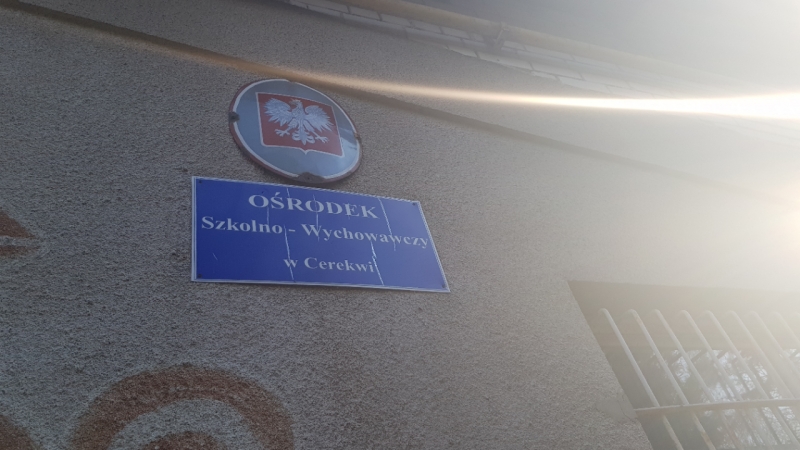 OŚRODEK
Szkolno - Wychowawczy
w Cerekwi